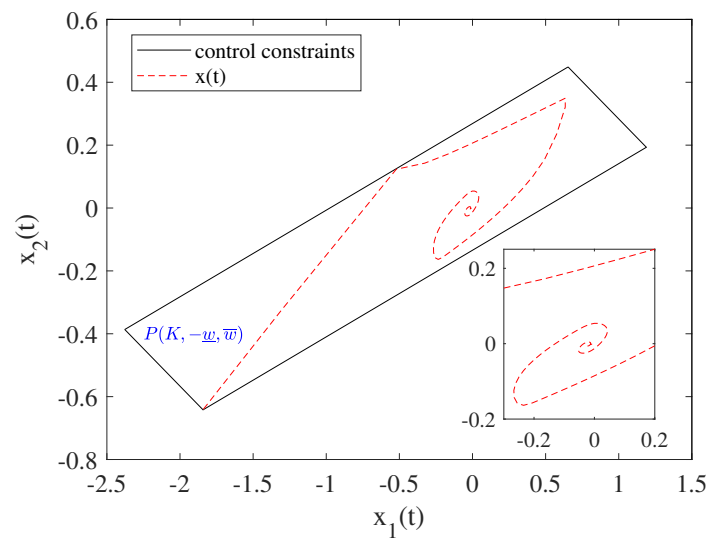 0.6
0.4
0.2
0
-0.2
-0.4
-0.6
-0.8
x_2(t)
control constraints
x(t)
P(K, −w̲, w̅)
0.2
0
-0.2
-0.2 0 0.2
-2.5 -2 -1.5 -1 -0.5 0 0.5 1 1.5
x_1(t)